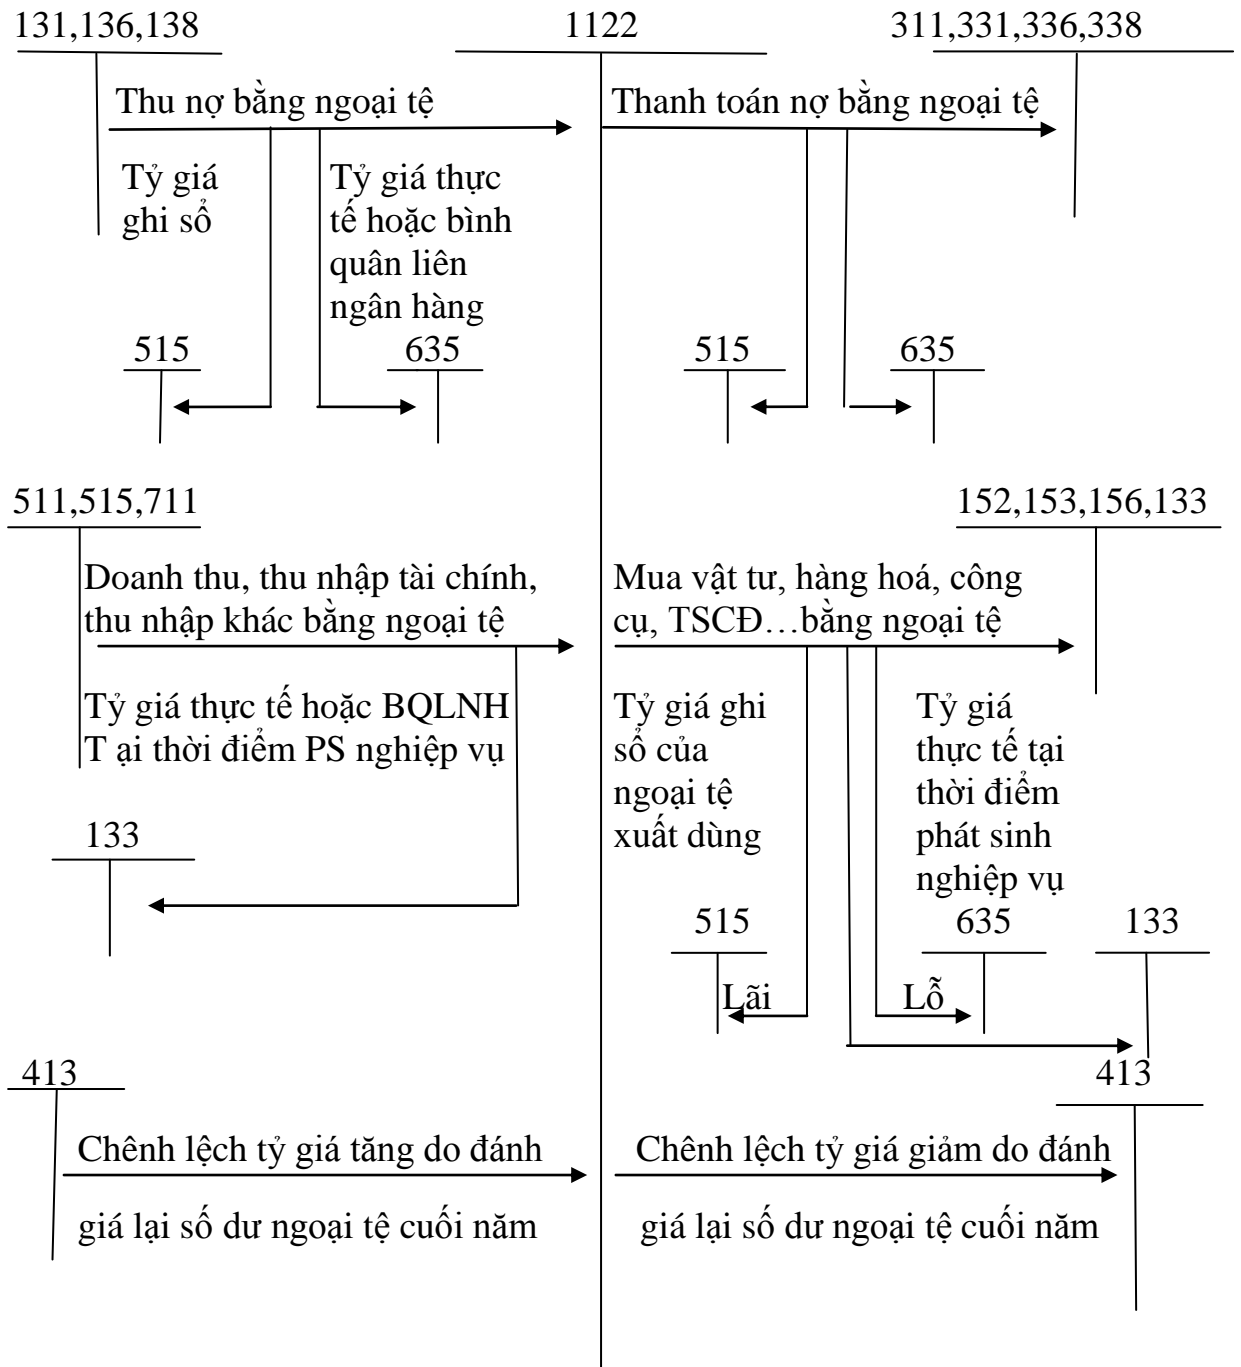 131,136,138
1122
311,331,336,338
Thu nợ bằng ngoại tệ
Thanh toán nợ bằng ngoại tệ
Tỷ giá
ghi sổ
Tỷ giá thực
tế hoặc bình
quân liên
ngân hàng
515
635
515
635
511,515,711
152,153,156,133
Doanh thu, thu nhập tài chính,
thu nhập khác bằng ngoại tệ
Mua vật tư, hàng hoá, công
cụ, TSCĐ…bằng ngoại tệ
Tỷ giá thực tế hoặc BQLNH
T ại thời điểm PS nghiệp vụ
Tỷ giá ghi
sổ của
ngoại tệ
xuất dùng
Tỷ giá
thực tế tại
thời điểm
phát sinh
nghiệp vụ
133
515
635
133
Lãi
Lỗ
413
413
Chênh lệch tỷ giá tăng do đánh
giá lại số dư ngoại tệ cuối năm
Chênh lệch tỷ giá giảm do đánh
giá lại số dư ngoại tệ cuối năm